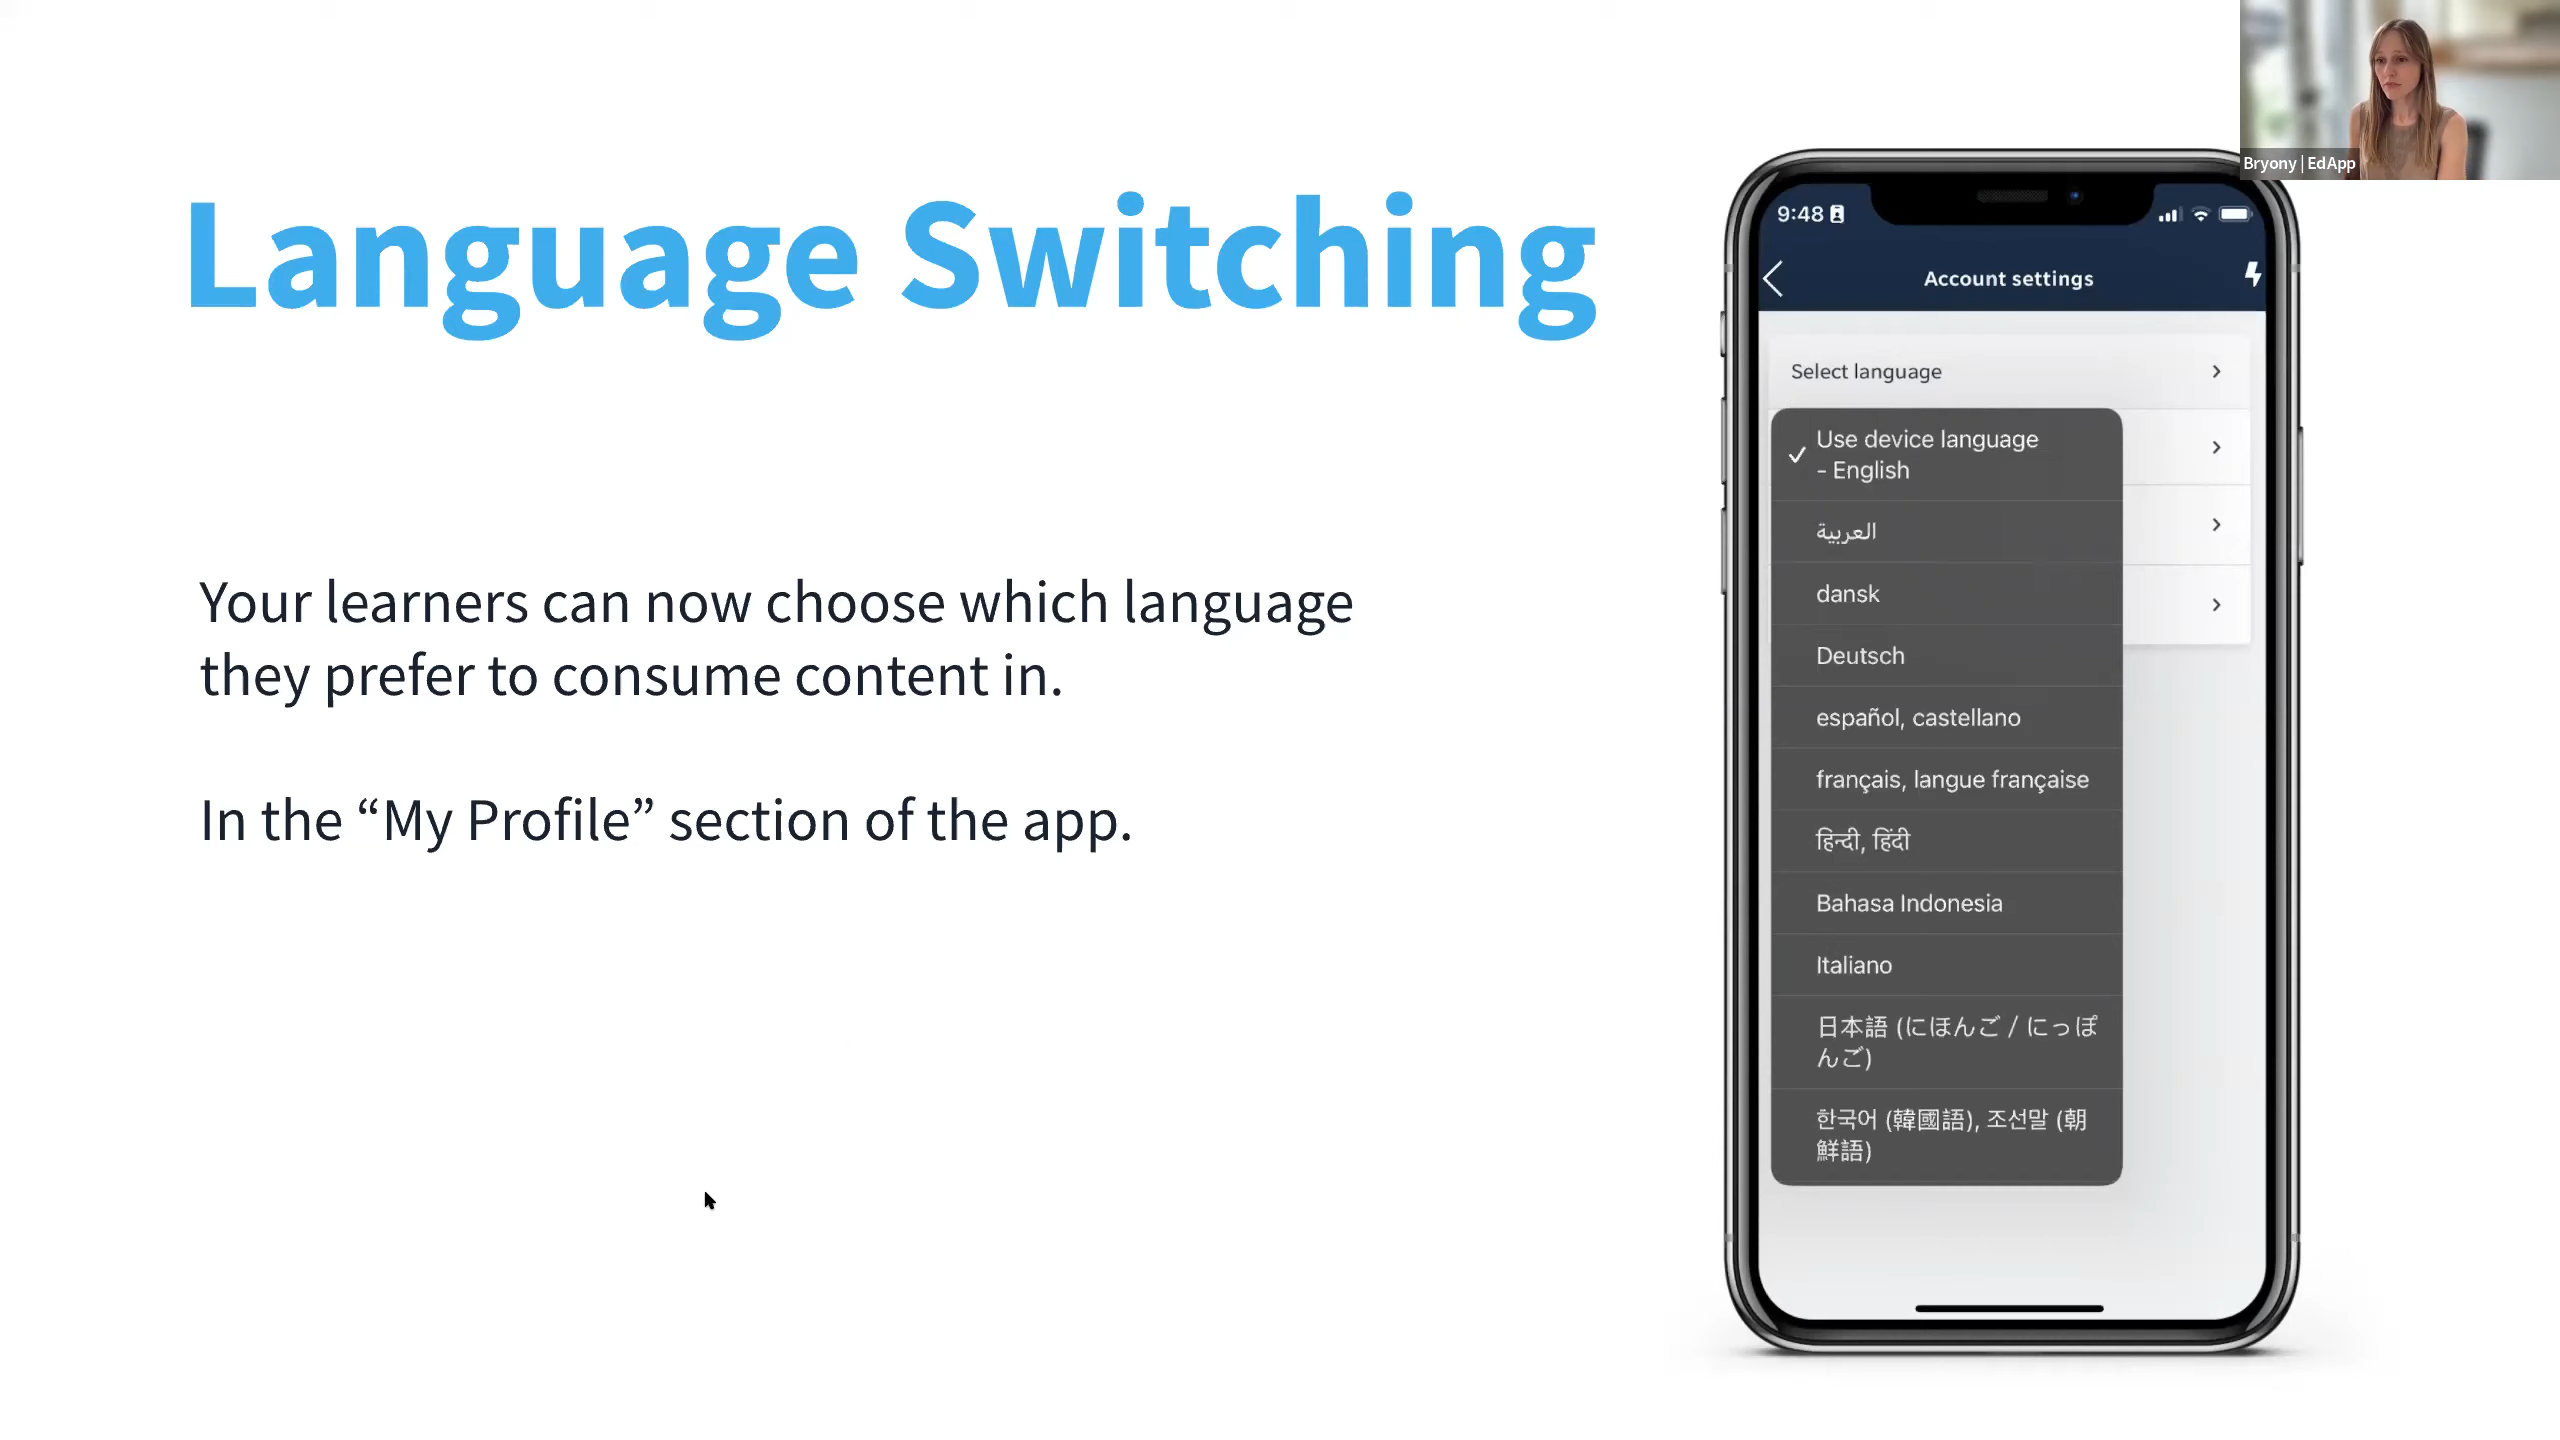 Bryony | EdApp
Language Switching
Your learners can now choose which language
they prefer to consume content in.
In the “My Profile” section of the app.
9:48
Account settings
Select language
Use device language
- English
العربية
dansk
Deutsch
español, castellano
français, langue française
हिन्दी, हिंदी
Bahasa Indonesia
Italiano
日本語 (にほんご / にっぽ
んご)
한국어 (韓國語), 조선말 (朝
鮮語)